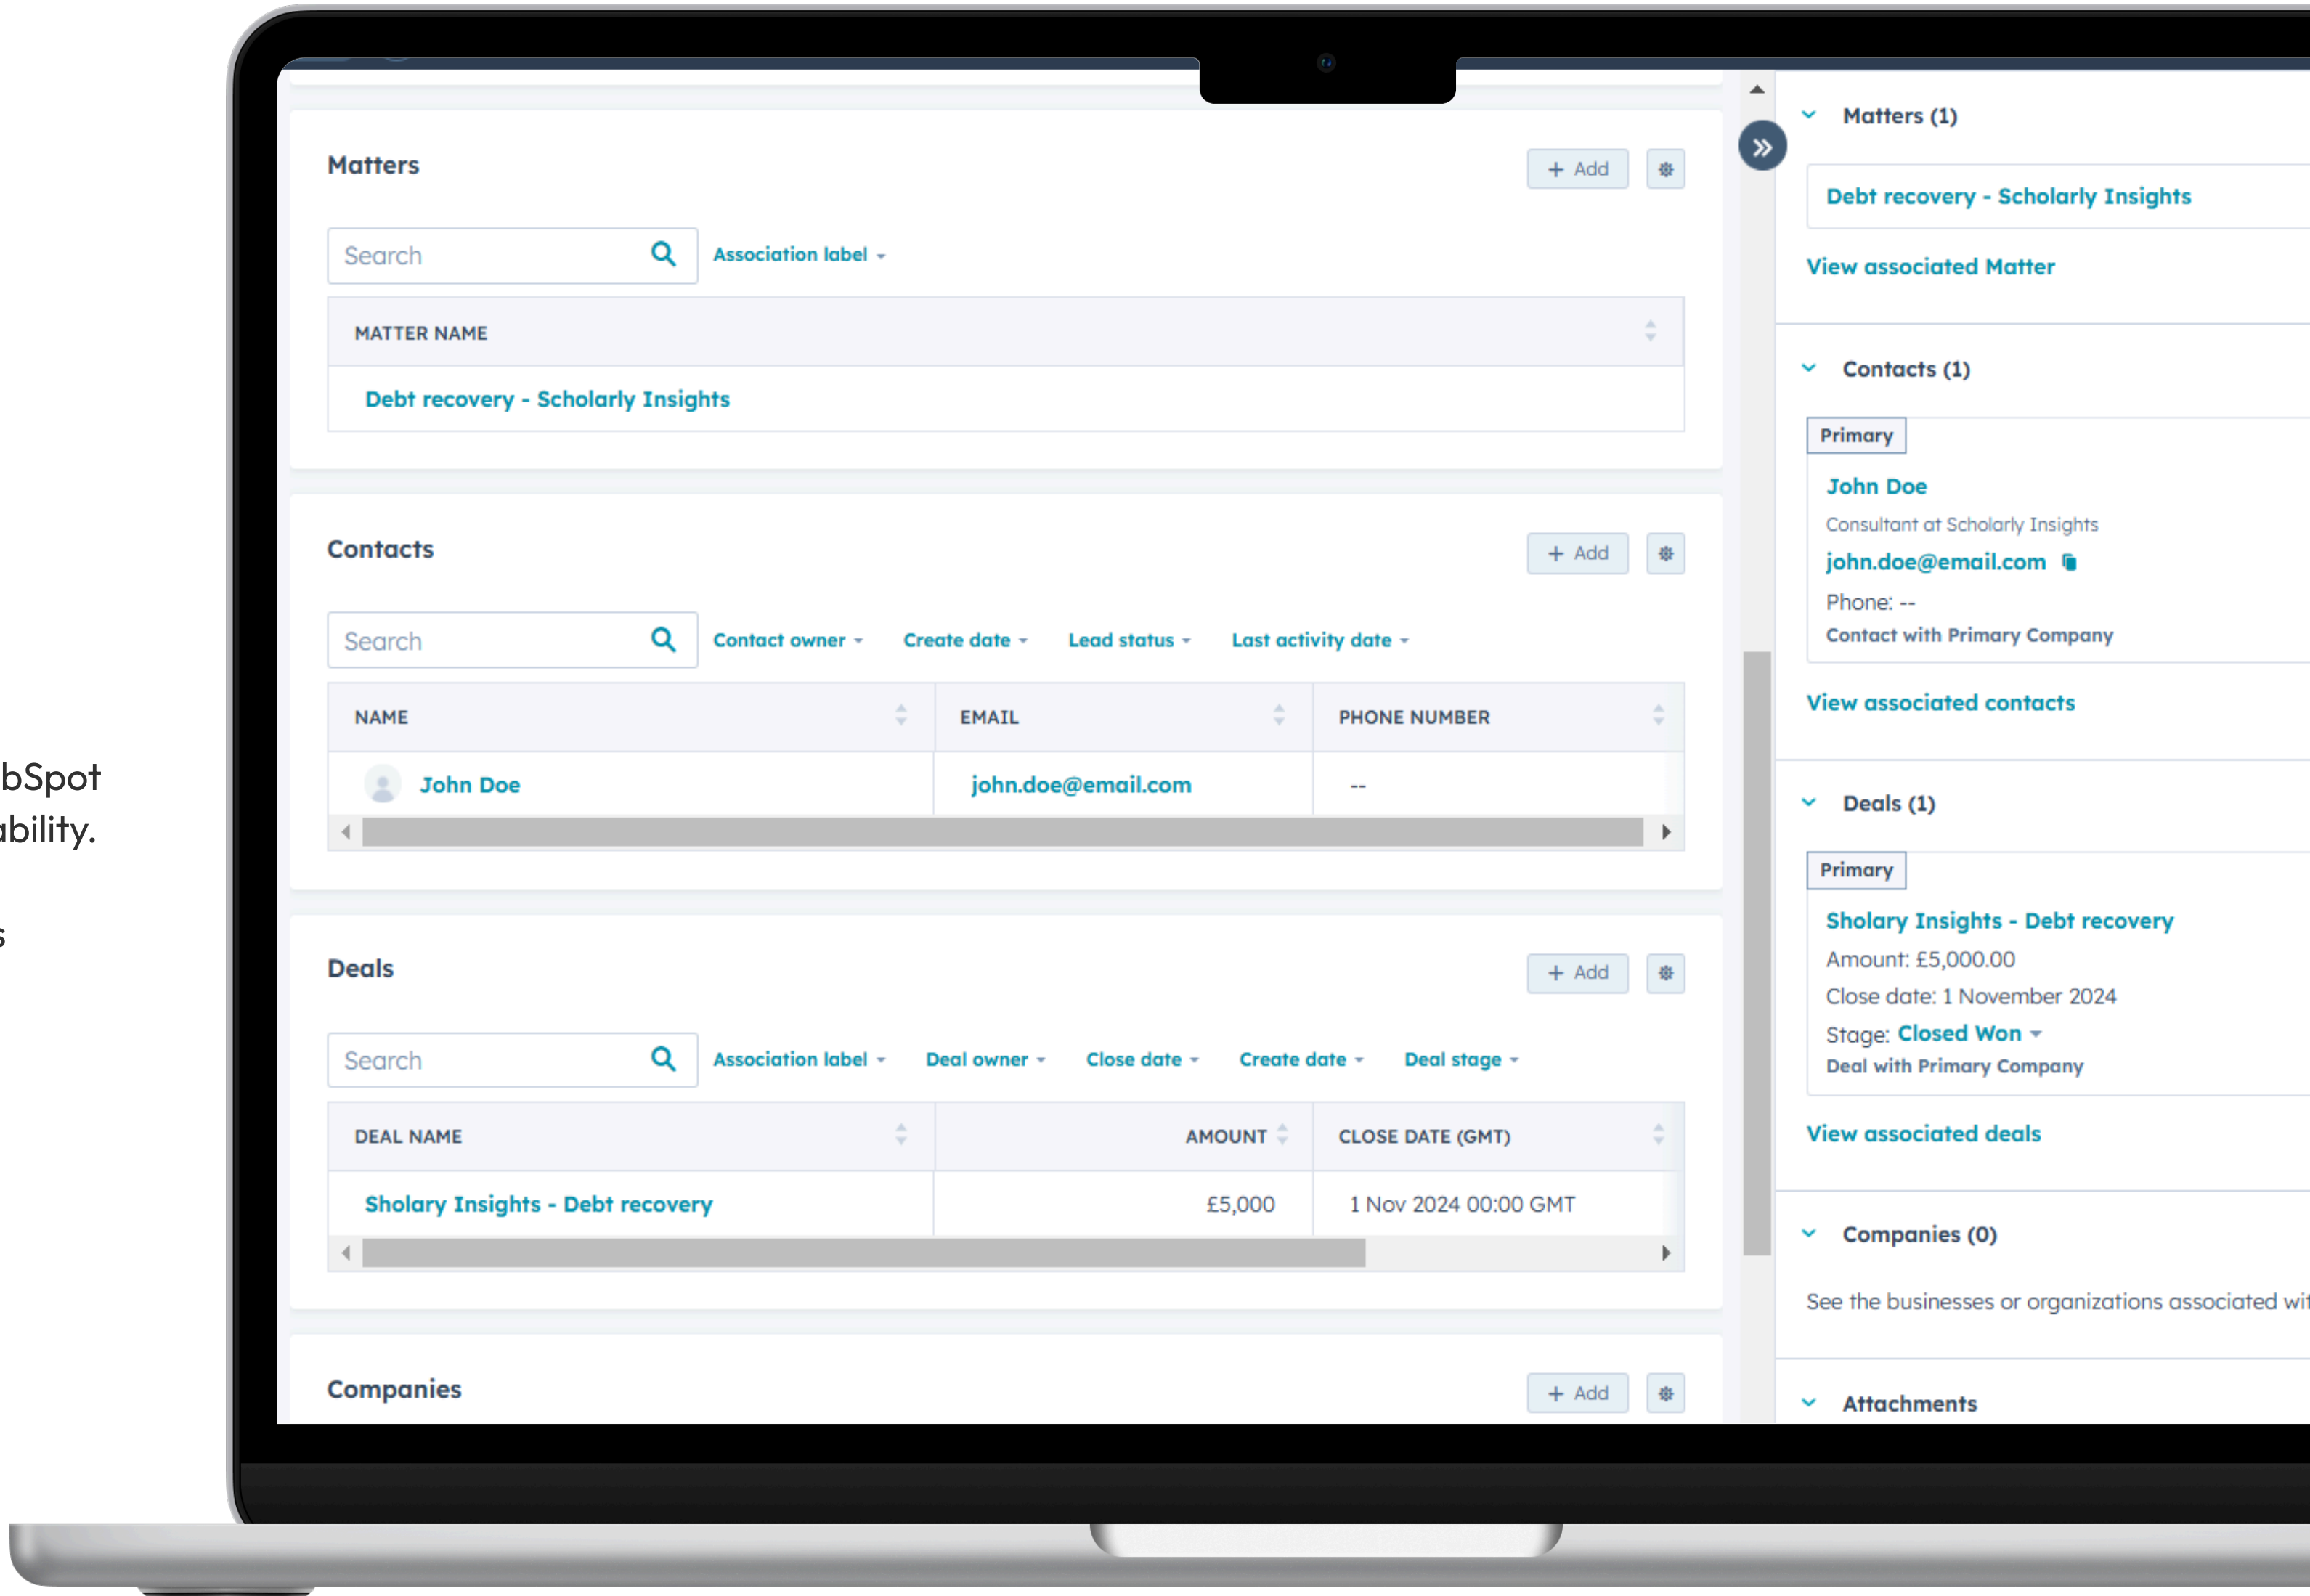 bSpot
ability.
s
Matters
+ Add
Search
Association label
MATTER NAME
Debt recovery - Scholarly Insights
Contacts
+ Add
Search
Contact owner
Create date
Lead status
Last activity date
NAME
EMAIL
PHONE NUMBER
John Doe
john.doe@email.com
--
Deals
+ Add
Search
Association label
Deal owner
Close date
Create date
Deal stage
DEAL NAME
AMOUNT
CLOSE DATE (GMT)
Sholary Insights - Debt recovery
£5,000
1 Nov 2024 00:00 GMT
Companies
+ Add
Matters (1)
Debt recovery - Scholarly Insights
View associated Matter
Contacts (1)
Primary
John Doe
Consultant at Scholarly Insights
john.doe@email.com
Phone: --
Contact with Primary Company
View associated contacts
Deals (1)
Primary
Sholary Insights - Debt recovery
Amount: £5,000.00
Close date: 1 November 2024
Stage: Closed Won
Deal with Primary Company
View associated deals
Companies (0)
See the businesses or organizations associated wit
Attachments